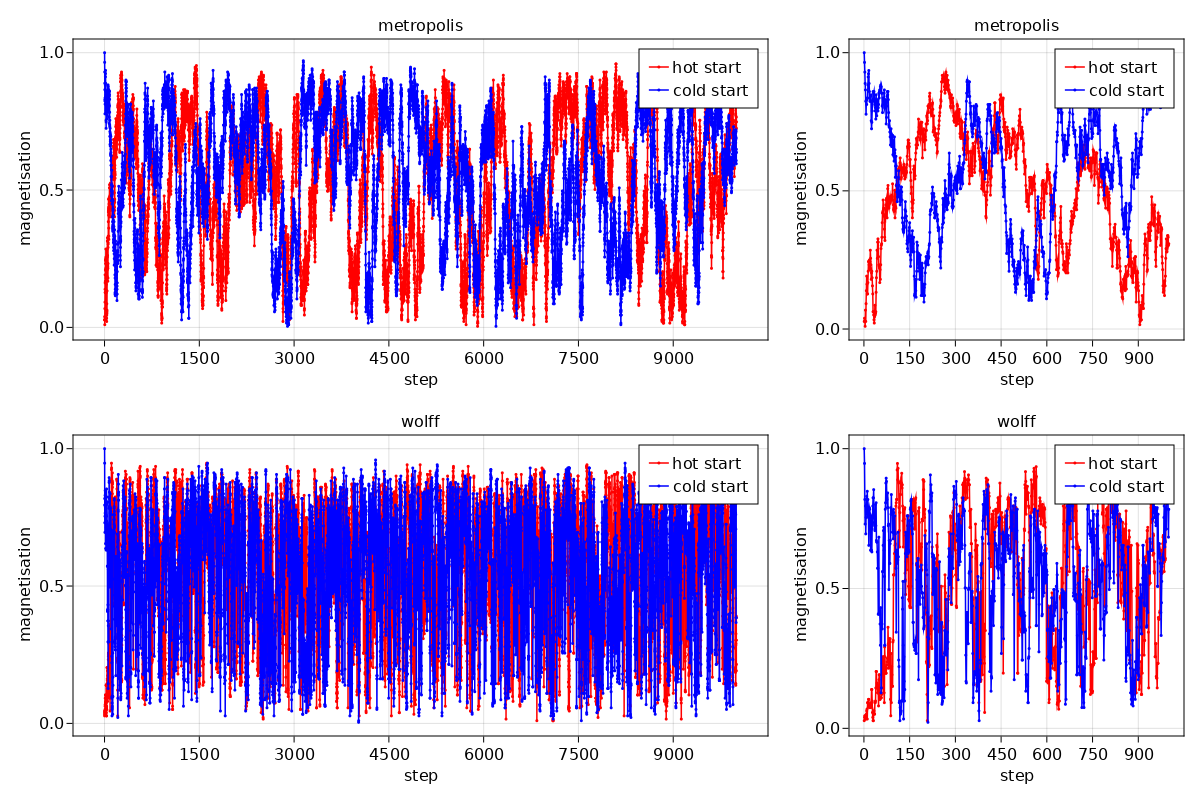 metropolis
1.0
0.5
0.0
magnetisation
hot start
cold start
0 1500 3000 4500 6000 7500 9000
step
metropolis
1.0
0.5
0.0
magnetisation
hot start
cold start
0 150 300 450 600 750 900
step
wolff
1.0
0.5
0.0
magnetisation
hot start
cold start
0 1500 3000 4500 6000 7500 9000
step
wolff
1.0
0.5
0.0
magnetisation
hot start
cold start
0 150 300 450 600 750 900
step